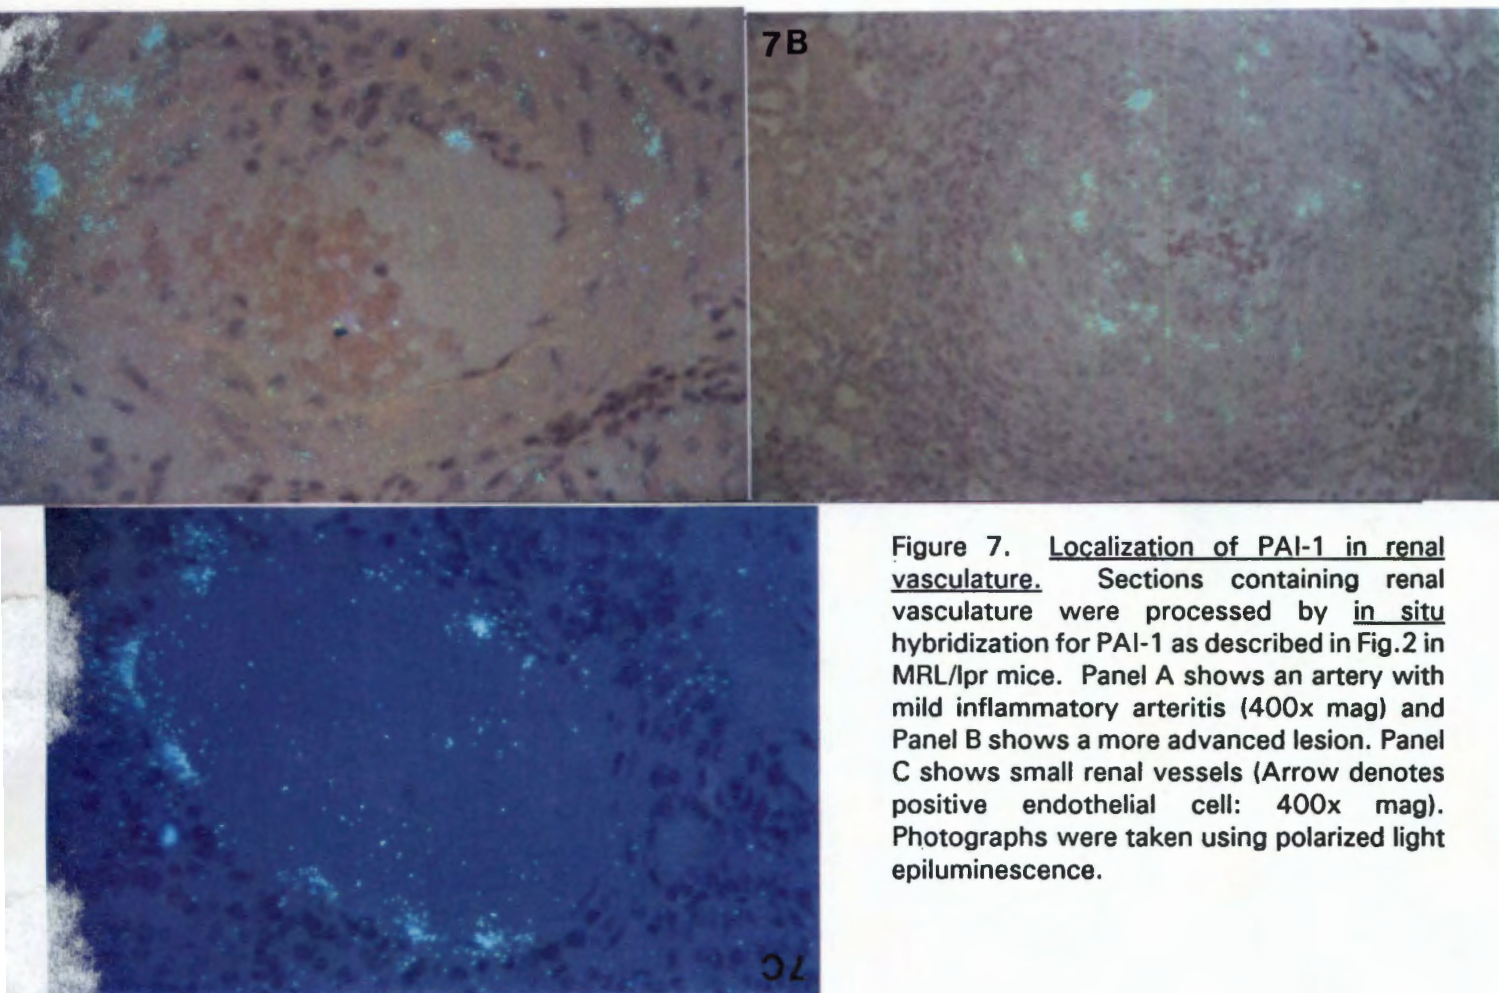 7B
Figure 7. Localization of PAI-1 in renal
vasculature. Sections containing renal
vasculature were processed by in situ
hybridization for PAI-1 as described in Fig.2 in
MRL/lpr mice. Panel A shows an artery with
mild inflammatory arteritis (400x mag) and
Panel B shows a more advanced lesion. Panel
C shows small renal vessels (Arrow denotes
positive endothelial cell: 400x mag).
Photographs were taken using polarized light
epiluminescence.
7C